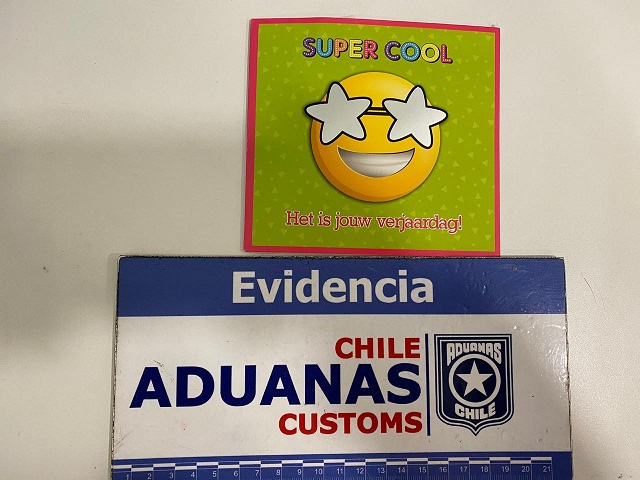 SUPER COOL
Het is jouw verjaardag!
Evidencia
CHILE
ADUANAS
CUSTOMS
ADUANAS
CHILE
1 2 3 4 5 6 7 8 9 10 11 12 13 14 15 16 17 18 19 20 21